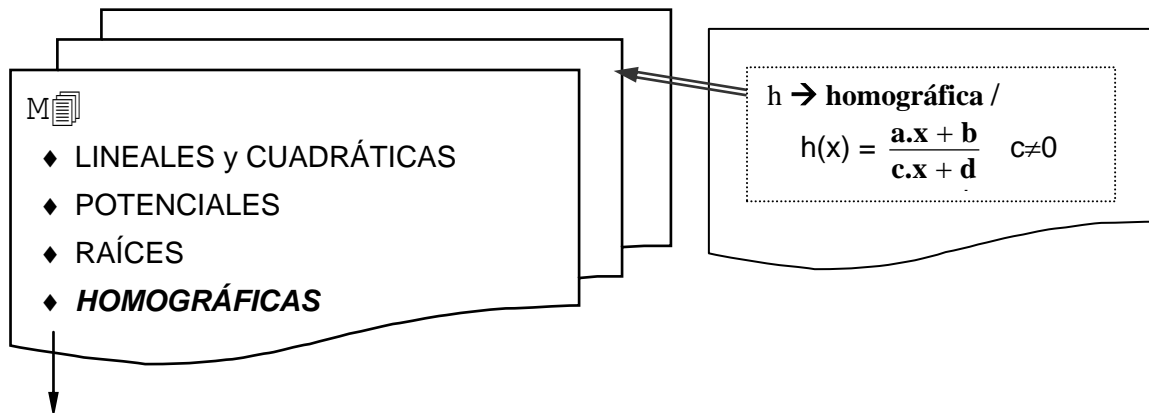 M
♦ LINEALES y CUADRÁTICAS
♦ POTENCIALES
♦ RAÍCES
♦ HOMOGRÁFICAS
h ➔ homográfica /
h(x) = a.x + b / c.x + d c≠0